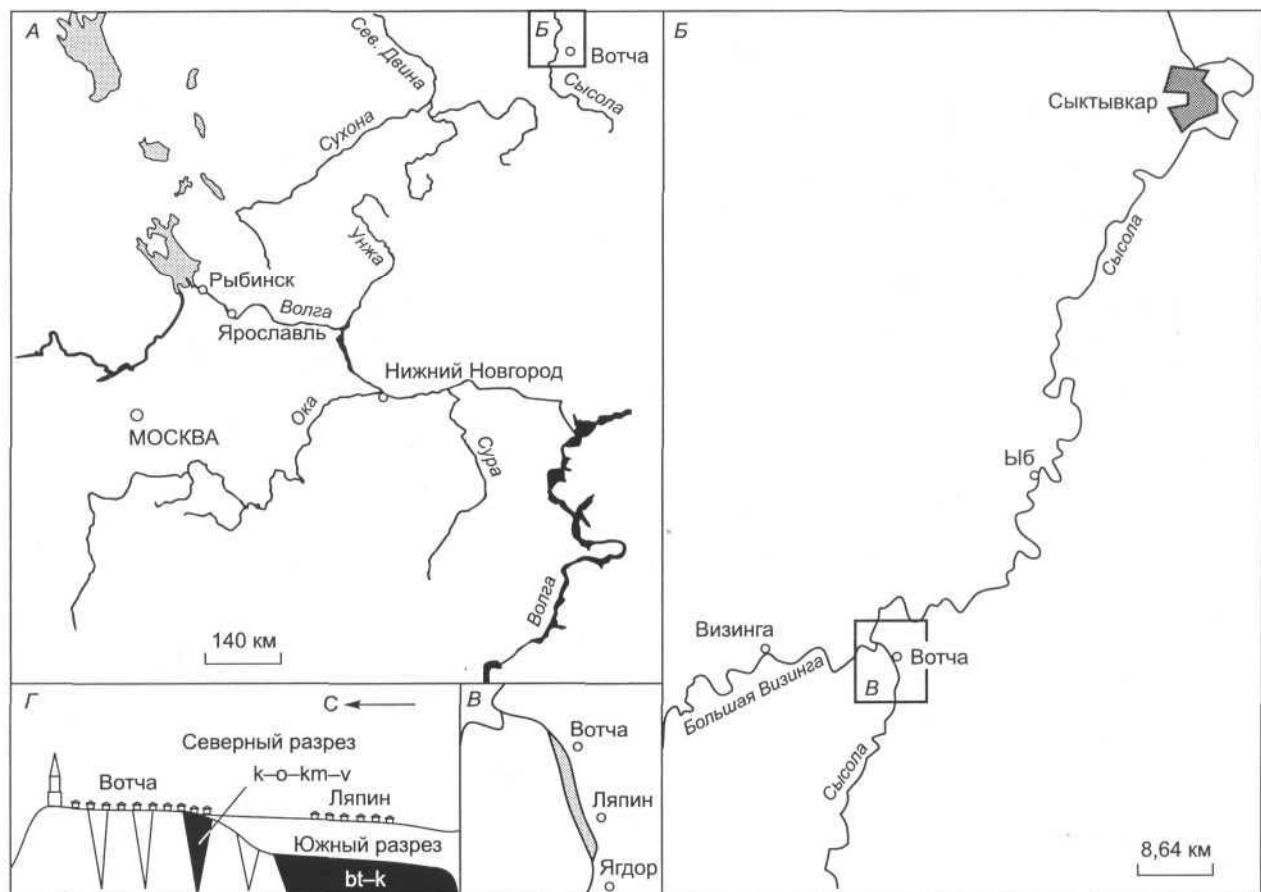 А
Сев. Двина
Б
Вотча
Сысола
Сухона
Унжа
Рыбинск
Волга
Ярославль
Нижний Новгород
Ока
МОСКВА
Сура
Волга
140 км
Б
Сыктывкар
Сысола
Ыб
Визинга
Вотча
В
Большая Визинга
Сысола
8,64 км
Г
С
Северный разрез
k–o–km–v
Вотча
Ляпин
Южный разрез
bt–k
В
Вотча
Ляпин
Ягдор